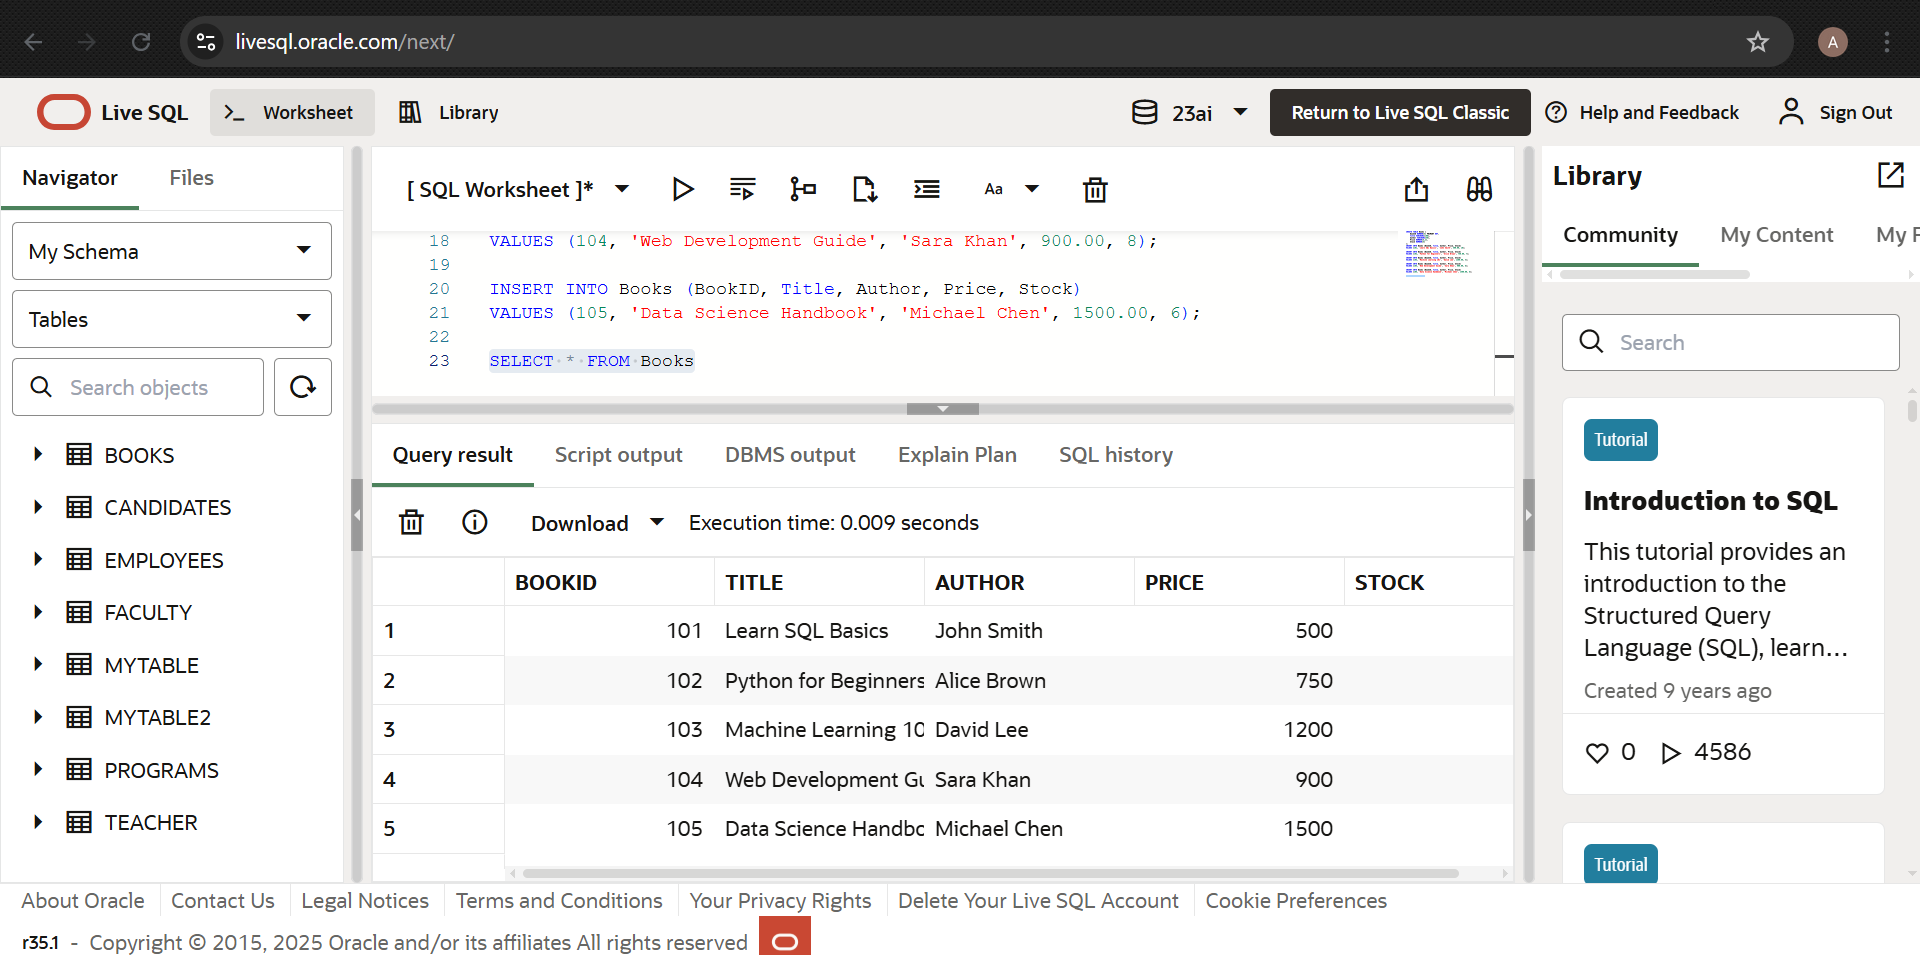 livesql.oracle.com/next/
A
Live SQL
Worksheet
Library
23ai
Return to Live SQL Classic
Help and Feedback
Sign Out
Navigator
Files
My Schema
Tables
Search objects
BOOKS
CANDIDATES
EMPLOYEES
FACULTY
MYTABLE
MYTABLE2
PROGRAMS
TEACHER
[ SQL Worksheet ]*
Aa
18 VALUES (104, 'Web Development Guide', 'Sara Khan', 900.00, 8);
19
20 INSERT INTO Books (BookID, Title, Author, Price, Stock)
21 VALUES (105, 'Data Science Handbook', 'Michael Chen', 1500.00, 6);
22
23 SELECT * FROM Books
Query result
Script output
DBMS output
Explain Plan
SQL history
Download
Execution time: 0.009 seconds
BOOKID TITLE AUTHOR PRICE STOCK
1 101 Learn SQL Basics John Smith 500
2 102 Python for Beginners Alice Brown 750
3 103 Machine Learning 10 David Lee 1200
4 104 Web Development Gu Sara Khan 900
5 105 Data Science Handbo Michael Chen 1500
Library
Community
My Content
My F
Search
Tutorial
Introduction to SQL
This tutorial provides an
introduction to the
Structured Query
Language (SQL), learn...
Created 9 years ago
0
4586
Tutorial
About Oracle
Contact Us
Legal Notices
Terms and Conditions
Your Privacy Rights
Delete Your Live SQL Account
Cookie Preferences
r35.1 - Copyright © 2015, 2025 Oracle and/or its affiliates All rights reserved